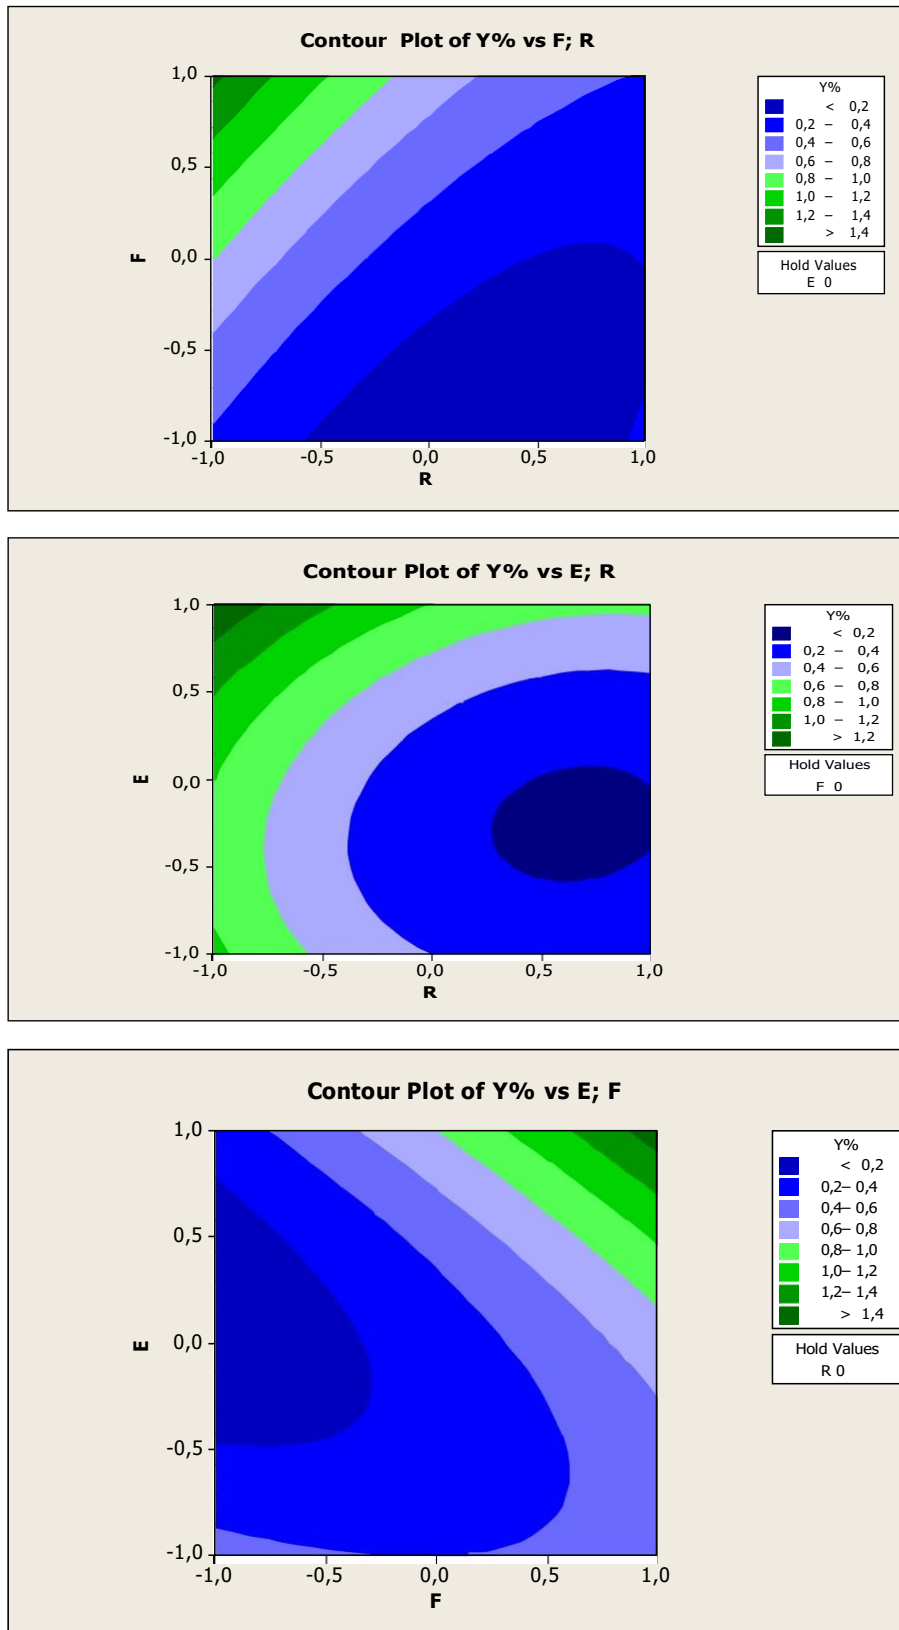 Contour Plot of Y% vs F; R
1,0
0,5
0,0
-0,5
-1,0
F
-1,0 -0,5 0,0 0,5 1,0
R
Y%
< 0,2
0,2 – 0,4
0,4 – 0,6
0,6 – 0,8
0,8 – 1,0
1,0 – 1,2
1,2 – 1,4
> 1,4
Hold Values
E 0
Contour Plot of Y% vs E; R
1,0
0,5
0,0
-0,5
-1,0
E
-1,0 -0,5 0,0 0,5 1,0
R
Y%
< 0,2
0,2 – 0,4
0,4 – 0,6
0,6 – 0,8
0,8 – 1,0
1,0 – 1,2
> 1,2
Hold Values
F 0
Contour Plot of Y% vs E; F
1,0
0,5
0,0
-0,5
-1,0
E
-1,0 -0,5 0,0 0,5 1,0
F
Y%
< 0,2
0,2– 0,4
0,4– 0,6
0,6– 0,8
0,8– 1,0
1,0– 1,2
1,2– 1,4
> 1,4
Hold Values
R 0